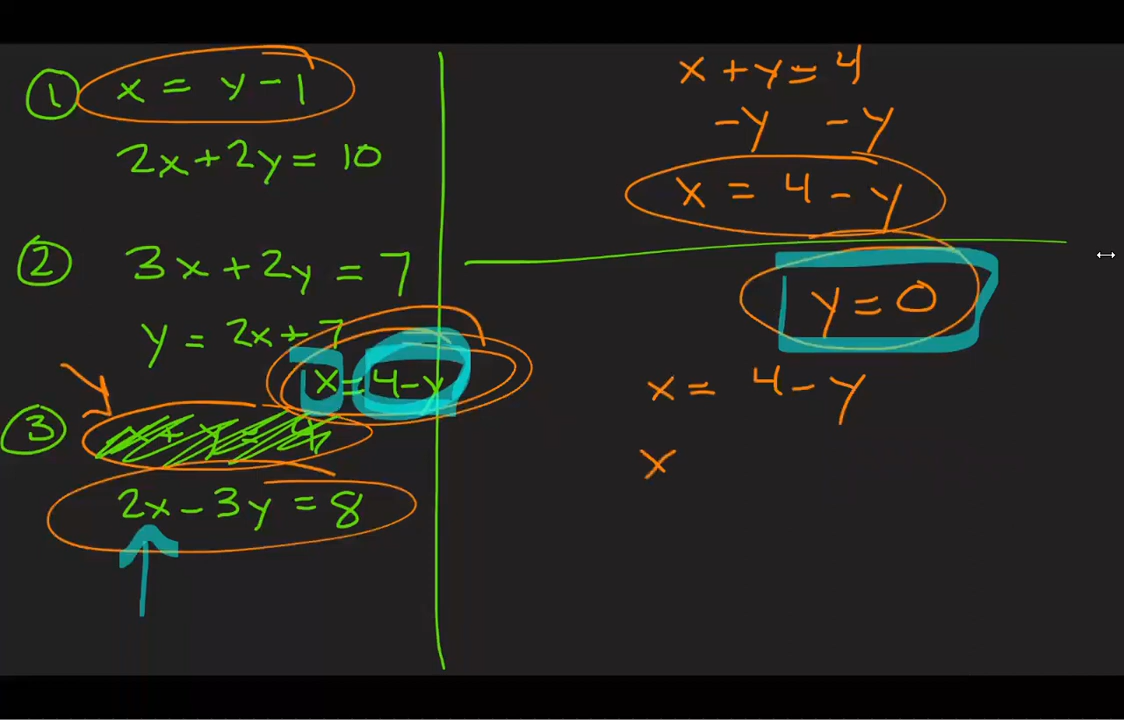 ① x = y - 1
2x + 2y = 10
② 3x + 2y = 7
y = 2x + 7
x = 4 - y
③ x + y = 4
2x - 3y = 8
x + y = 4
-y -y
x = 4 - y
y = 0
x = 4 - y
x